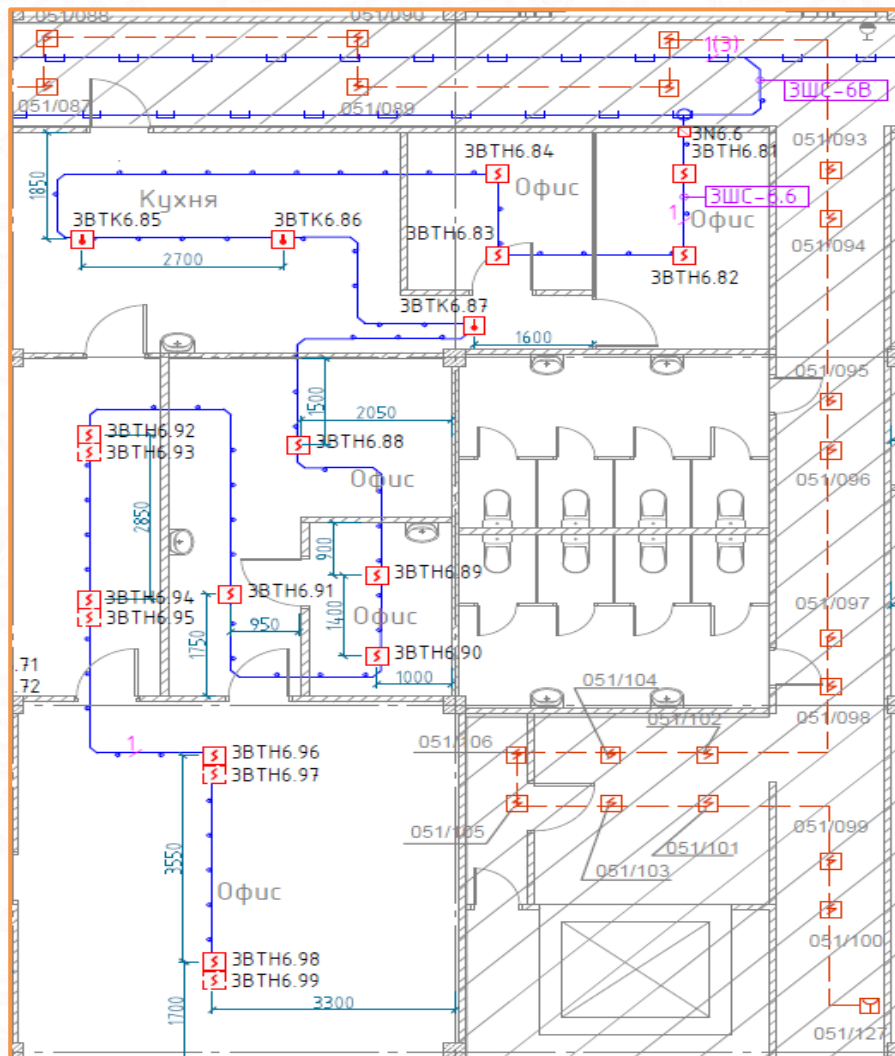 051/088
051/090
1(3)
3ШС-6В
051/087
051/089
3N6.6
051/093
3ВТН6.84
3ВТН6.81
1850
Кухня
Офис
3ШС-6.6
3ВТК6.85
3ВТК6.86
1
Офис
3ВТН6.83
051/094
2700
3ВТН6.82
3ВТК6.87
1600
051/095
1500
2050
3ВТН6.92
3ВТН6.88
3ВТН6.93
Офис
051/096
2850
900
3ВТН6.89
3ВТН6.94
3ВТН6.91
051/097
3ВТН6.95
Офис
1400
950
1750
3ВТН6.90
.71
1000
.72
051/104
051/102
051/098
1
051/106
3ВТН6.96
3ВТН6.97
051/105
051/099
3550
051/101
051/103
Офис
051/100
3ВТН6.98
3ВТН6.99
3300
1700
051/127